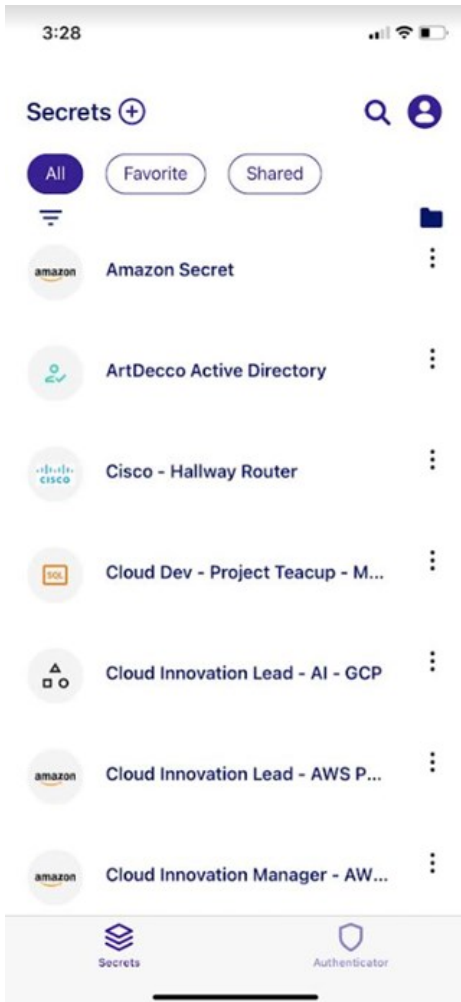 3:28
Secrets
All Favorite Shared
amazon Amazon Secret
ArtDecco Active Directory
CISCO Cisco - Hallway Router
SQL Cloud Dev - Project Teacup - M...
Cloud Innovation Lead - AI - GCP
amazon Cloud Innovation Lead - AWS P...
amazon Cloud Innovation Manager - AW...
Secrets Authenticator